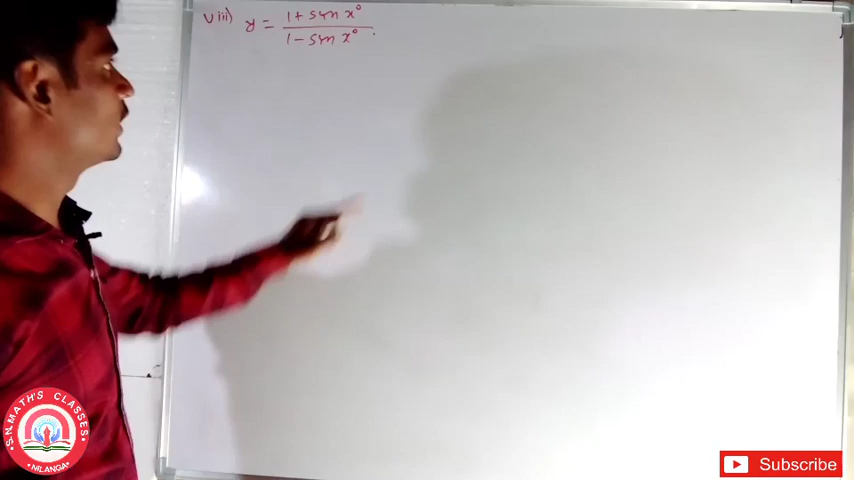 viii) y = 1 + sin x° / 1 - sin x° .
S.N.MATH'S CLASSES
NILANGA
Subscribe